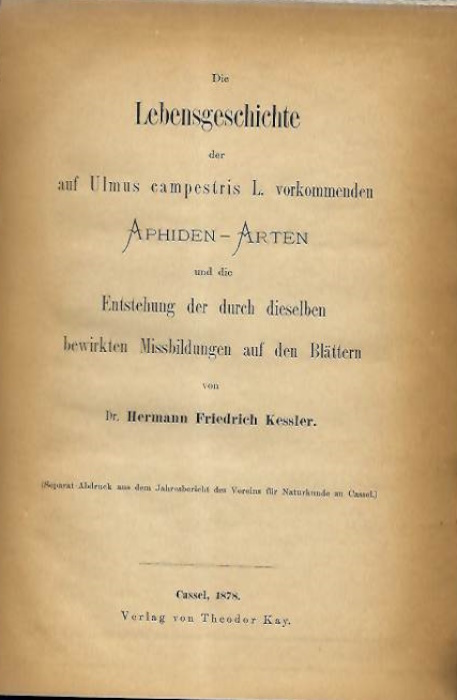 Die
Lebensgeschichte
der
auf Ulmus campestris L. vorkommenden
APHIDEN – ARTEN
und die
Entstehung der durch dieselben
bewirkten Missbildungen auf den Blättern
von
Dr. Hermann Friedrich Kessler.
(Separat-Abdruck aus dem Jahresbericht des Vereins für Naturkunde zu Cassel.)
Cassel, 1878.
Verlag von Theodor Kay.